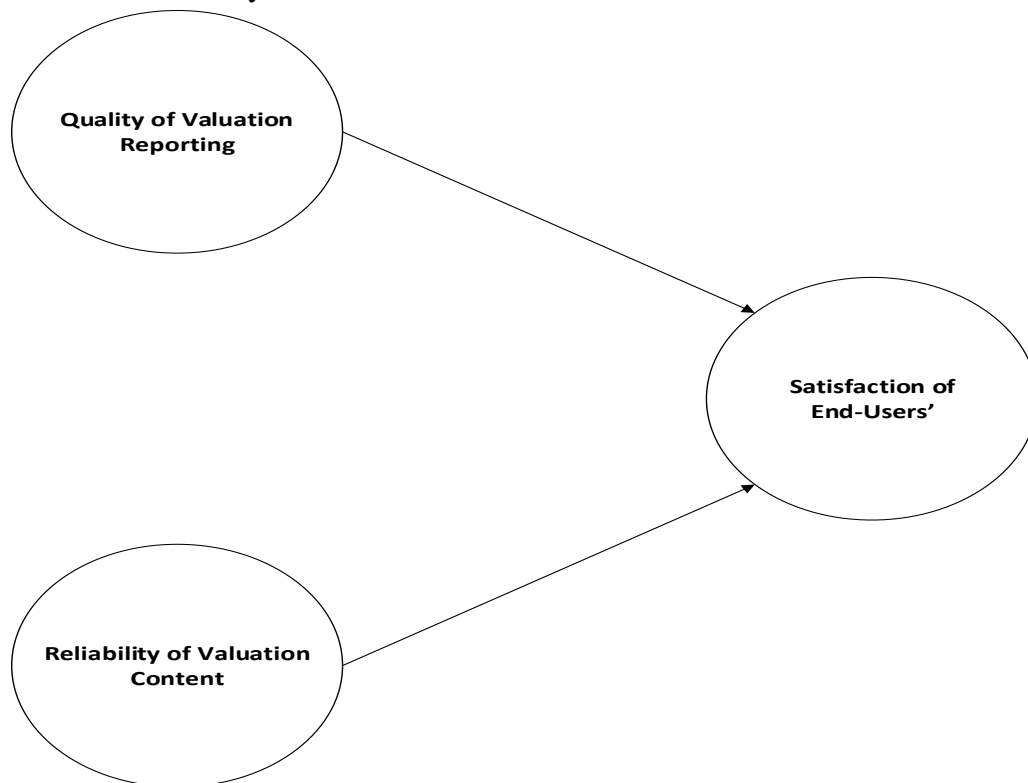 Quality of Valuation
Reporting
Satisfaction of
End-Users’
Reliability of Valuation
Content